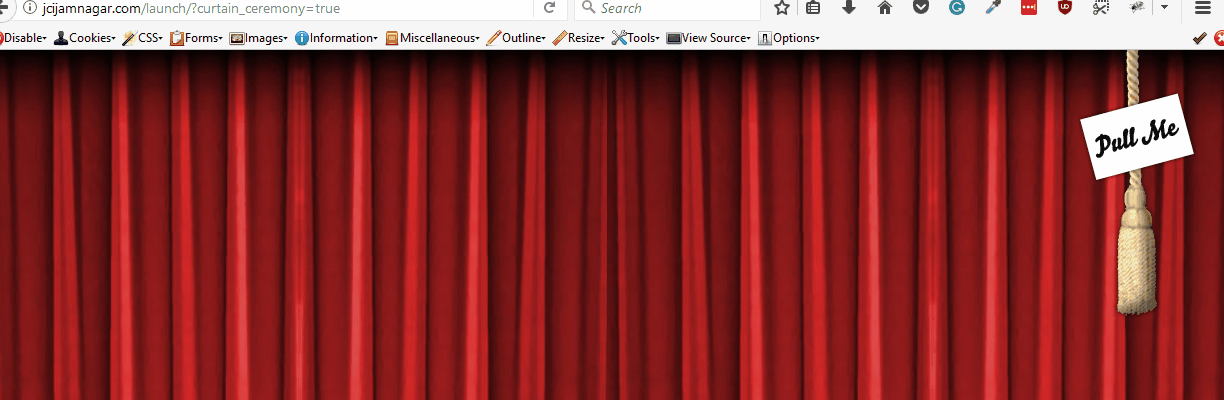 jcijamnagar.com/launch/?curtain_ceremony=true Search
Disable Cookies CSS Forms Images Information Miscellaneous Outline Resize Tools View Source Options
Pull Me